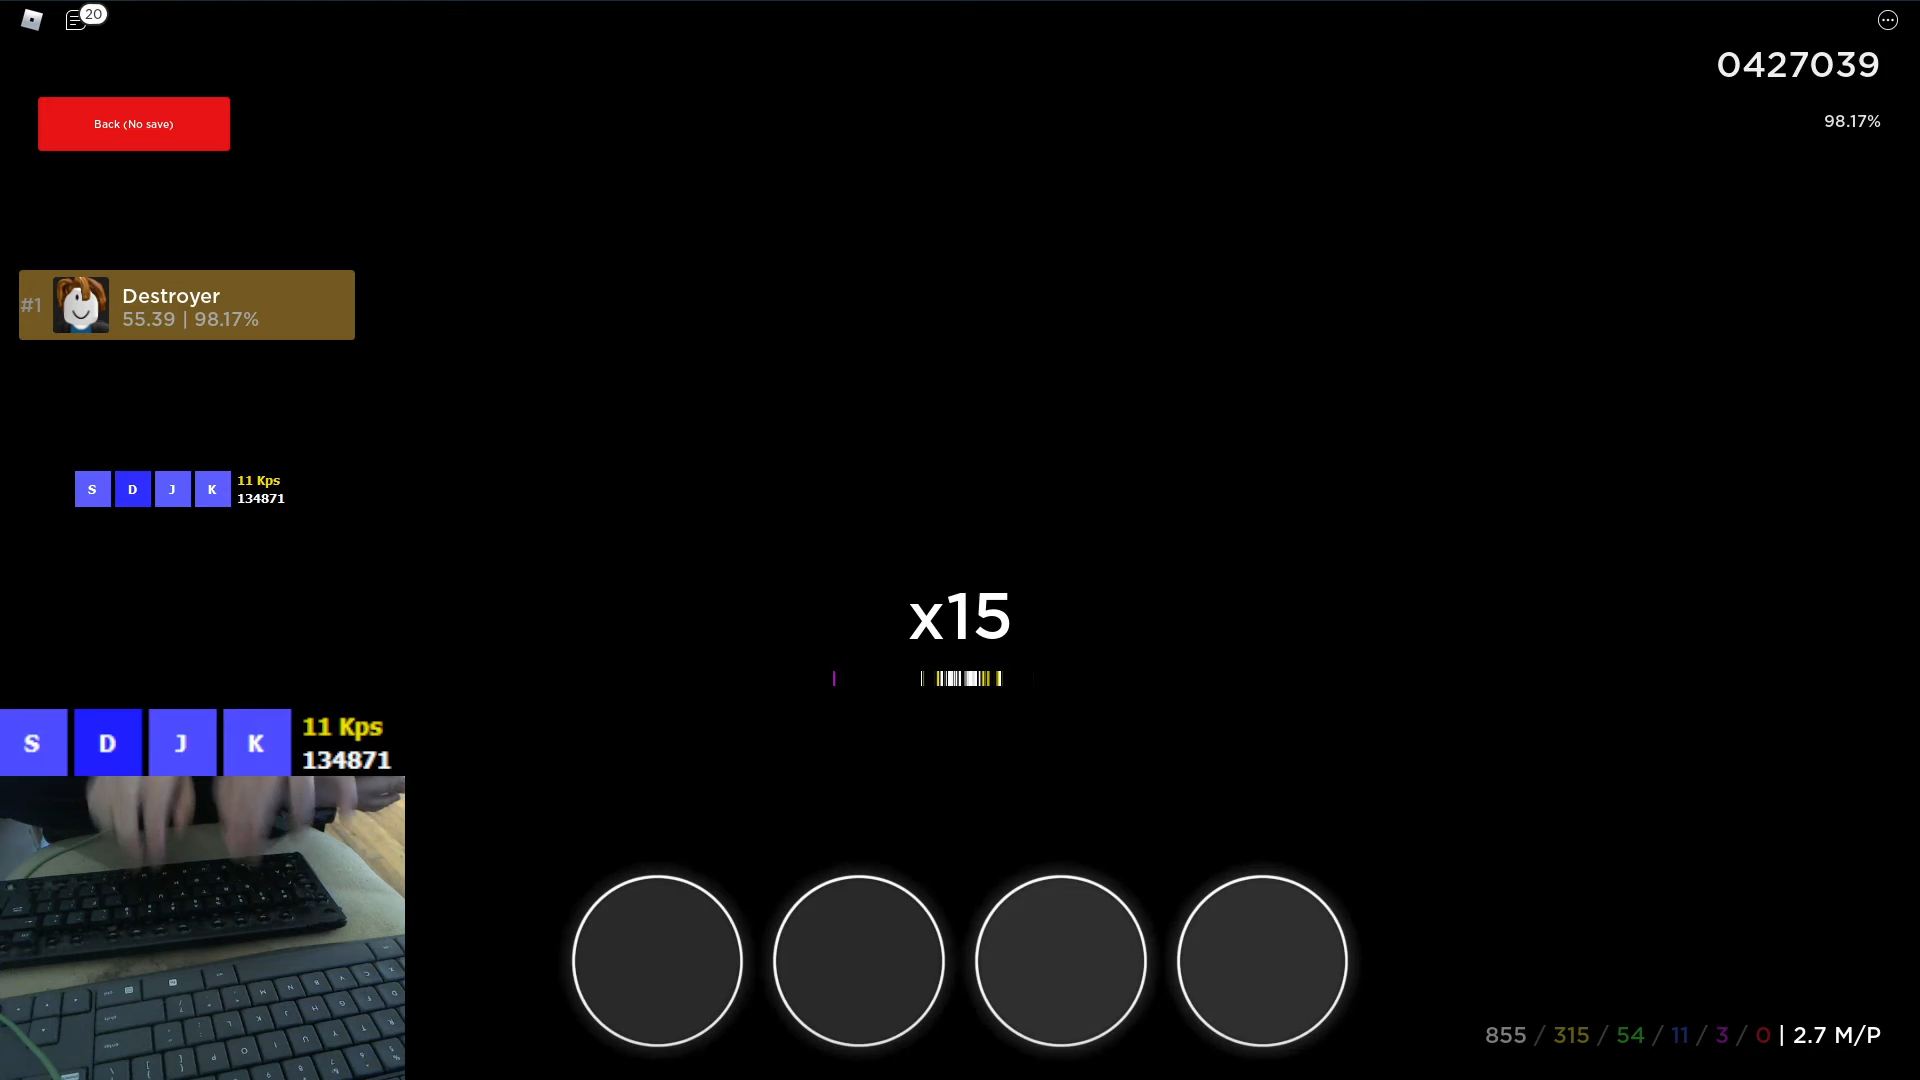 20
0427039
98.17%
Back (No save)
#1
Destroyer
55.39 | 98.17%
S D J K
11 Kps
134871
x15
S D J K
11 Kps
134871
855 / 315 / 54 / 11 / 3 / 0 | 2.7 M/P